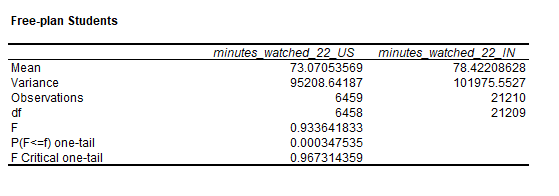 Free-plan Students
minutes_watched_22_US minutes_watched_22_IN
Mean 73.07053569 78.42208628
Variance 95208.64187 101975.5527
Observations 6459 21210
df 6458 21209
F 0.933641833
P(F<=f) one-tail 0.000347535
F Critical one-tail 0.967314359